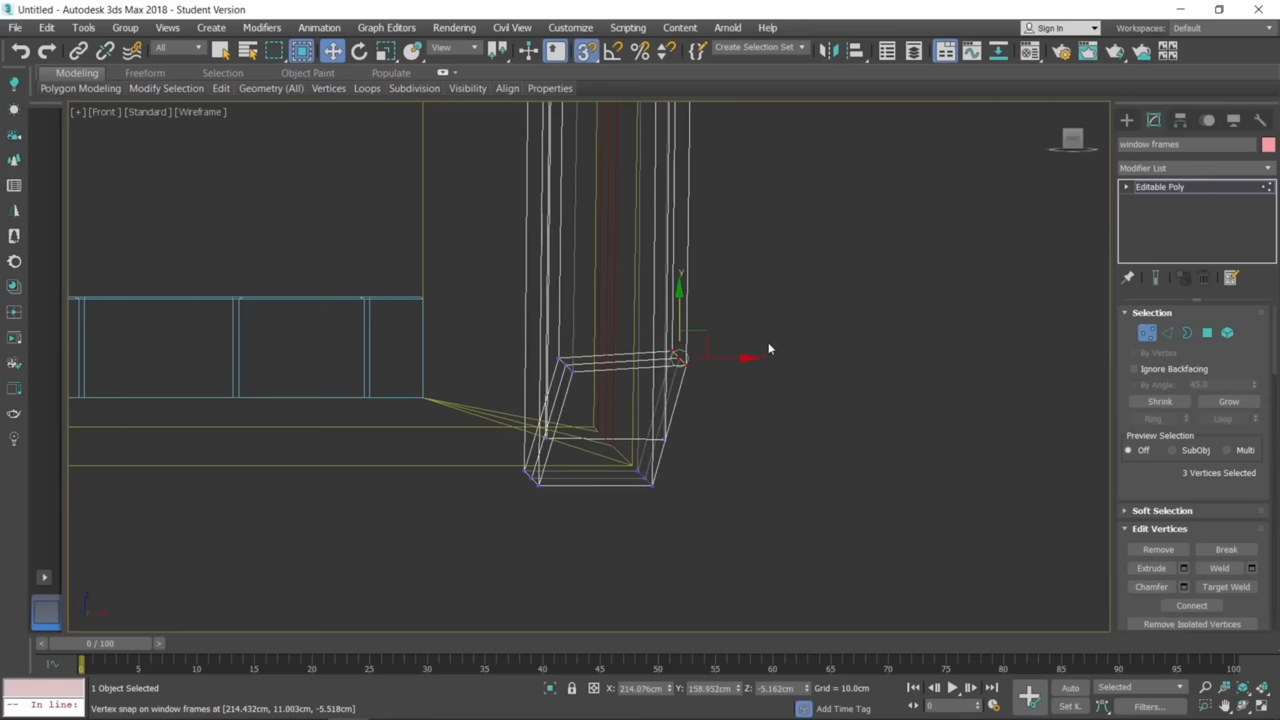 Untitled - Autodesk 3ds Max 2018 - Student Version
File Edit Tools Group Views Create Modifiers Animation Graph Editors Rendering Civil View Customize Scripting Content Arnold Help Sign In Workspaces: Default
All View 3 Create Selection Set
Modeling Freeform Selection Object Paint Populate
Polygon Modeling Modify Selection Edit Geometry (All) Vertices Loops Subdivision Visibility Align Properties
[+] [Front] [Standard] [Wireframe]
window frames
Modifier List
Editable Poly
y
Selection
By Vertex
Ignore Backfacing
By Angle: 45.0
Shrink Grow
Ring Loop
Preview Selection
Off SubObj Multi
3 Vertices Selected
Soft Selection
Edit Vertices
Remove Break
Extrude Weld
Chamfer Target Weld
Connect
Remove Isolated Vertices
0 / 100
0 5 10 15 20 25 30 35 40 45 50 55 60 65 70 75 80 85 90 95 100
1 Object Selected X: 214.076cm Y: 158.952cm Z: -5.162cm Grid = 10.0cm Auto Selected
-- In line: Vertex snap on window frames at [214.432cm, 11.003cm, -5.518cm] Add Time Tag 0 Set K. Filters...